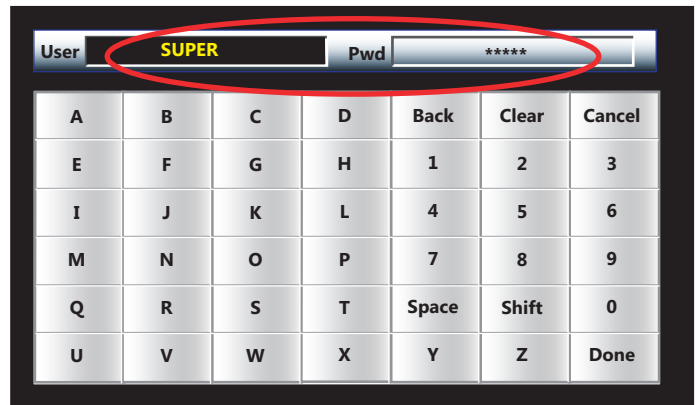 User SUPER Pwd *****
A B C D Back Clear Cancel
E F G H 1 2 3
I J K L 4 5 6
M N O P 7 8 9
Q R S T Space Shift 0
U V W X Y Z Done